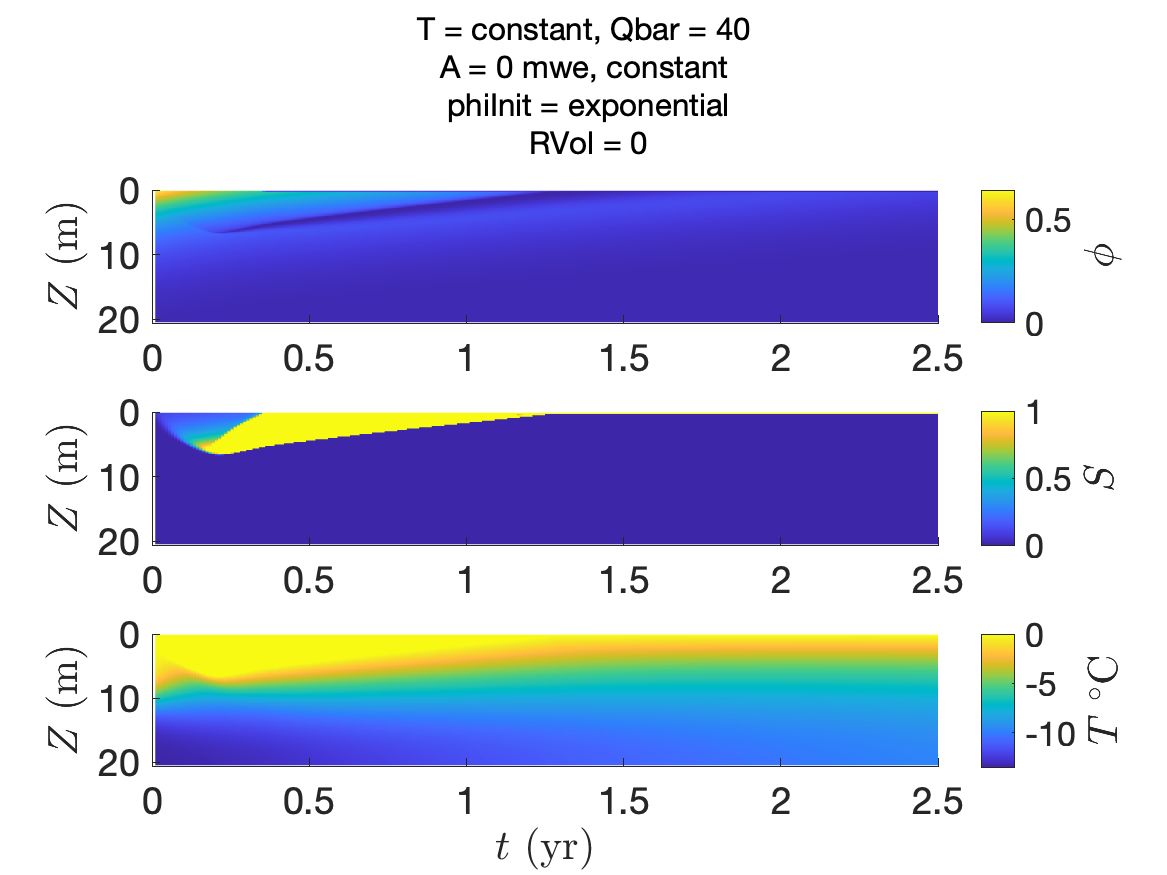 T = constant, Qbar = 40
A = 0 mwe, constant
phiInit = exponential
RVol = 0
0
10
20
Z (m)
0 0.5 1 1.5 2 2.5
0.5
0
ϕ
0
10
20
Z (m)
0 0.5 1 1.5 2 2.5
1
0.5
0
S
0
10
20
Z (m)
0 0.5 1 1.5 2 2.5
0
-5
-10
T °C
t (yr)